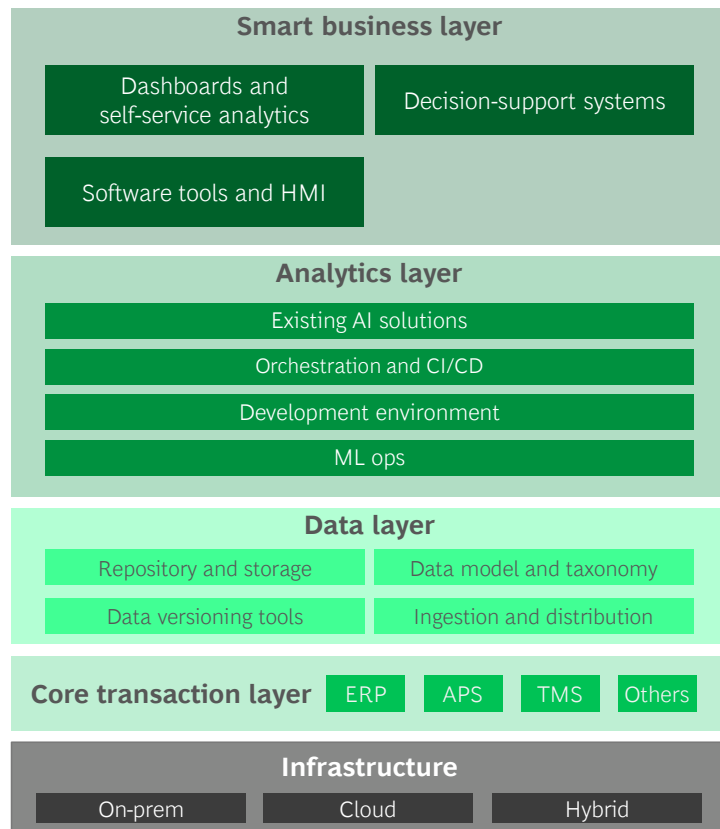 Smart business layer
Dashboards and
self-service analytics
Decision-support systems
Software tools and HMI
Analytics layer
Existing AI solutions
Orchestration and CI/CD
Development environment
ML ops
Data layer
Repository and storage
Data model and taxonomy
Data versioning tools
Ingestion and distribution
Core transaction layer
ERP
APS
TMS
Others
Infrastructure
On-prem
Cloud
Hybrid